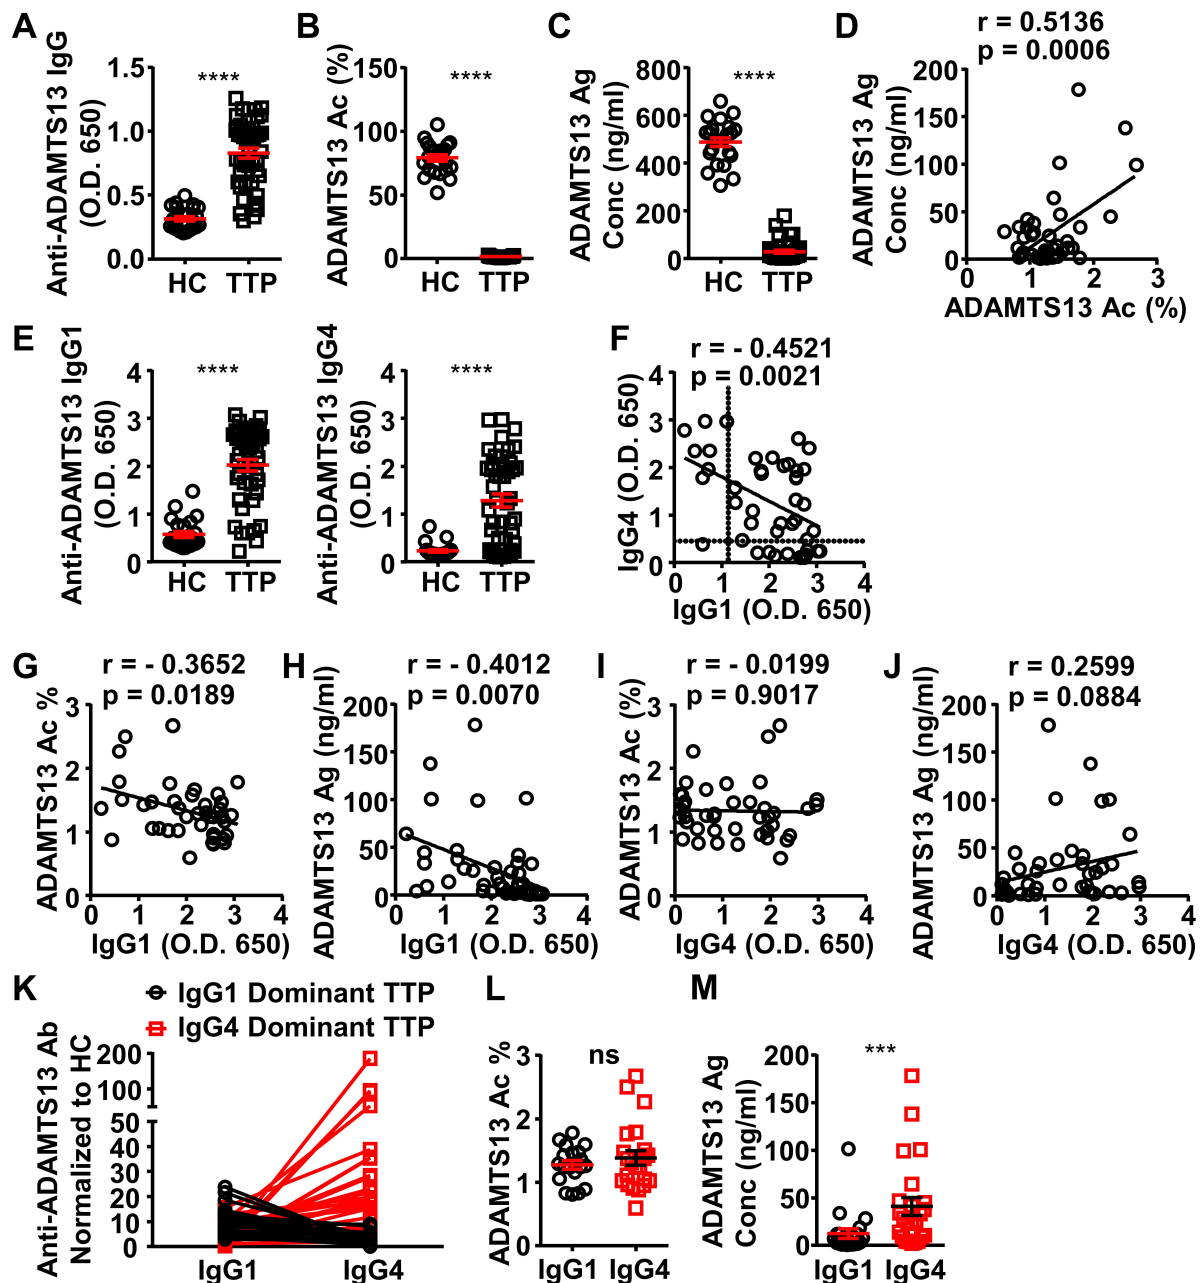 A
Anti-ADAMTS13 IgG
(O.D. 650)
1.5
1.0
0.5
0.0
****
HC TTP
B
ADAMTS13 Ac (%)
150
100
50
0
****
HC TTP
C
ADAMTS13 Ag
Conc (ng/ml)
800
600
400
200
0
****
HC TTP
D
r = 0.5136
p = 0.0006
ADAMTS13 Ag
Conc (ng/ml)
200
150
100
50
0
0 1 2 3
ADAMTS13 Ac (%)
E
Anti-ADAMTS13 IgG1
(O.D. 650)
4
3
2
1
0
****
HC TTP
Anti-ADAMTS13 IgG4
(O.D. 650)
4
3
2
1
0
****
HC TTP
F
r = - 0.4521
p = 0.0021
IgG4 (O.D. 650)
4
3
2
1
0
0 1 2 3 4
IgG1 (O.D. 650)
G
r = - 0.3652
p = 0.0189
ADAMTS13 Ac %
3
2
1
0
0 1 2 3 4
IgG1 (O.D. 650)
H
r = - 0.4012
p = 0.0070
ADAMTS13 Ag (ng/ml)
200
150
100
50
0
0 1 2 3 4
IgG1 (O.D. 650)
I
r = - 0.0199
p = 0.9017
ADAMTS13 Ac (%)
3
2
1
0
0 1 2 3 4
IgG4 (O.D. 650)
J
r = 0.2599
p = 0.0884
ADAMTS13 Ag (ng/ml)
200
150
100
50
0
0 1 2 3 4
IgG4 (O.D. 650)
K
IgG1 Dominant TTP
IgG4 Dominant TTP
Anti-ADAMTS13 Ab
Normalized to HC
200
100
50
40
30
20
10
0
IgG1 IgG4
L
ADAMTS13 Ac %
3
2
1
0
ns
IgG1 IgG4
M
ADAMTS13 Ag
Conc (ng/ml)
200
150
100
50
0
***
IgG1 IgG4